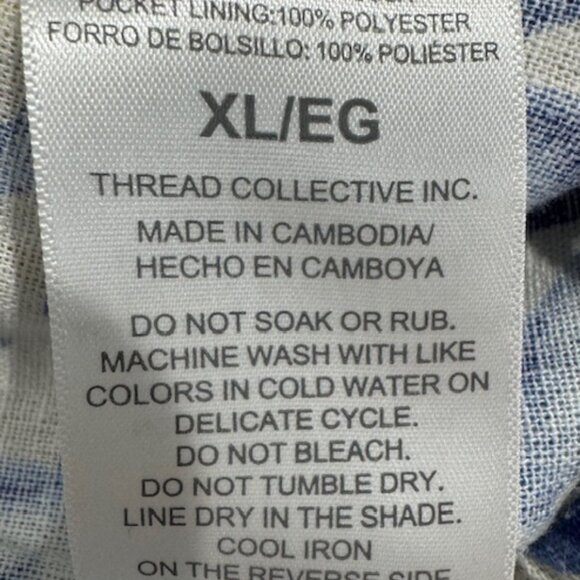 POCKET LINING:100% POLYESTER
FORRO DE BOLSILLO: 100% POLIÉSTER
XL/EG
THREAD COLLECTIVE INC.
MADE IN CAMBODIA/
HECHO EN CAMBOYA
DO NOT SOAK OR RUB.
MACHINE WASH WITH LIKE
COLORS IN COLD WATER ON
DELICATE CYCLE.
DO NOT BLEACH.
DO NOT TUMBLE DRY.
LINE DRY IN THE SHADE.
COOL IRON
ON THE REVERSE SIDE